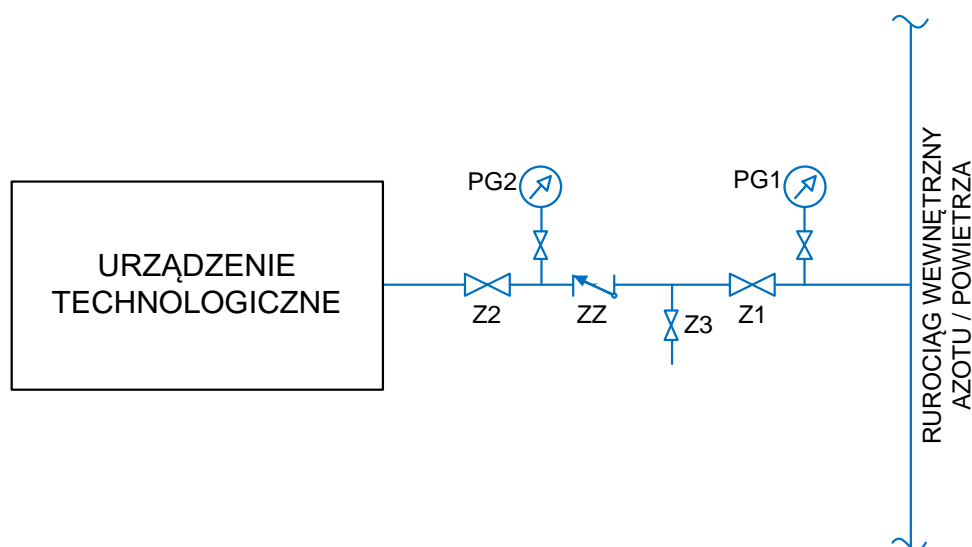 PG2
PG1
URZĄDZENIE
TECHNOLOGICZNE
Z2
ZZ
Z3
Z1
RUROCIĄG WEWNĘTRZNY
AZOTU / POWIETRZA